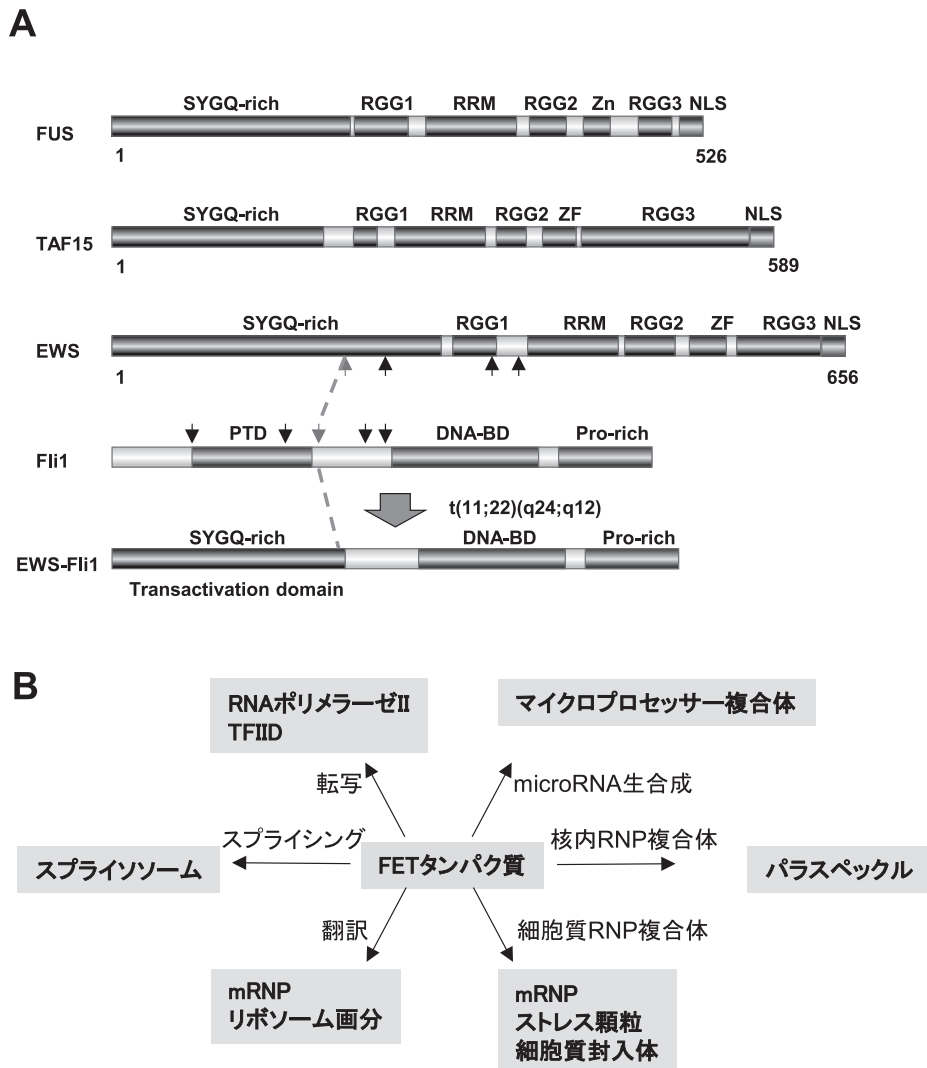 A
SYGQ-rich RGG1 RRM RGG2 Zn RGG3 NLS
FUS
1 526
SYGQ-rich RGG1 RRM RGG2 ZF RGG3 NLS
TAF15
1 589
SYGQ-rich RGG1 RRM RGG2 ZF RGG3 NLS
EWS
1 656
PTD DNA-BD Pro-rich
Fli1
t(11;22)(q24;q12)
SYGQ-rich DNA-BD Pro-rich
EWS-Fli1
Transactivation domain
B
RNAポリメラーゼII
TFIID
マイクロプロセッサー複合体
転写
microRNA生合成
スプライシング
核内RNP複合体
スプライソソーム
FETタンパク質
パラスペックル
翻訳
細胞質RNP複合体
mRNP
リボソーム画分
mRNP
ストレス顆粒
細胞質封入体